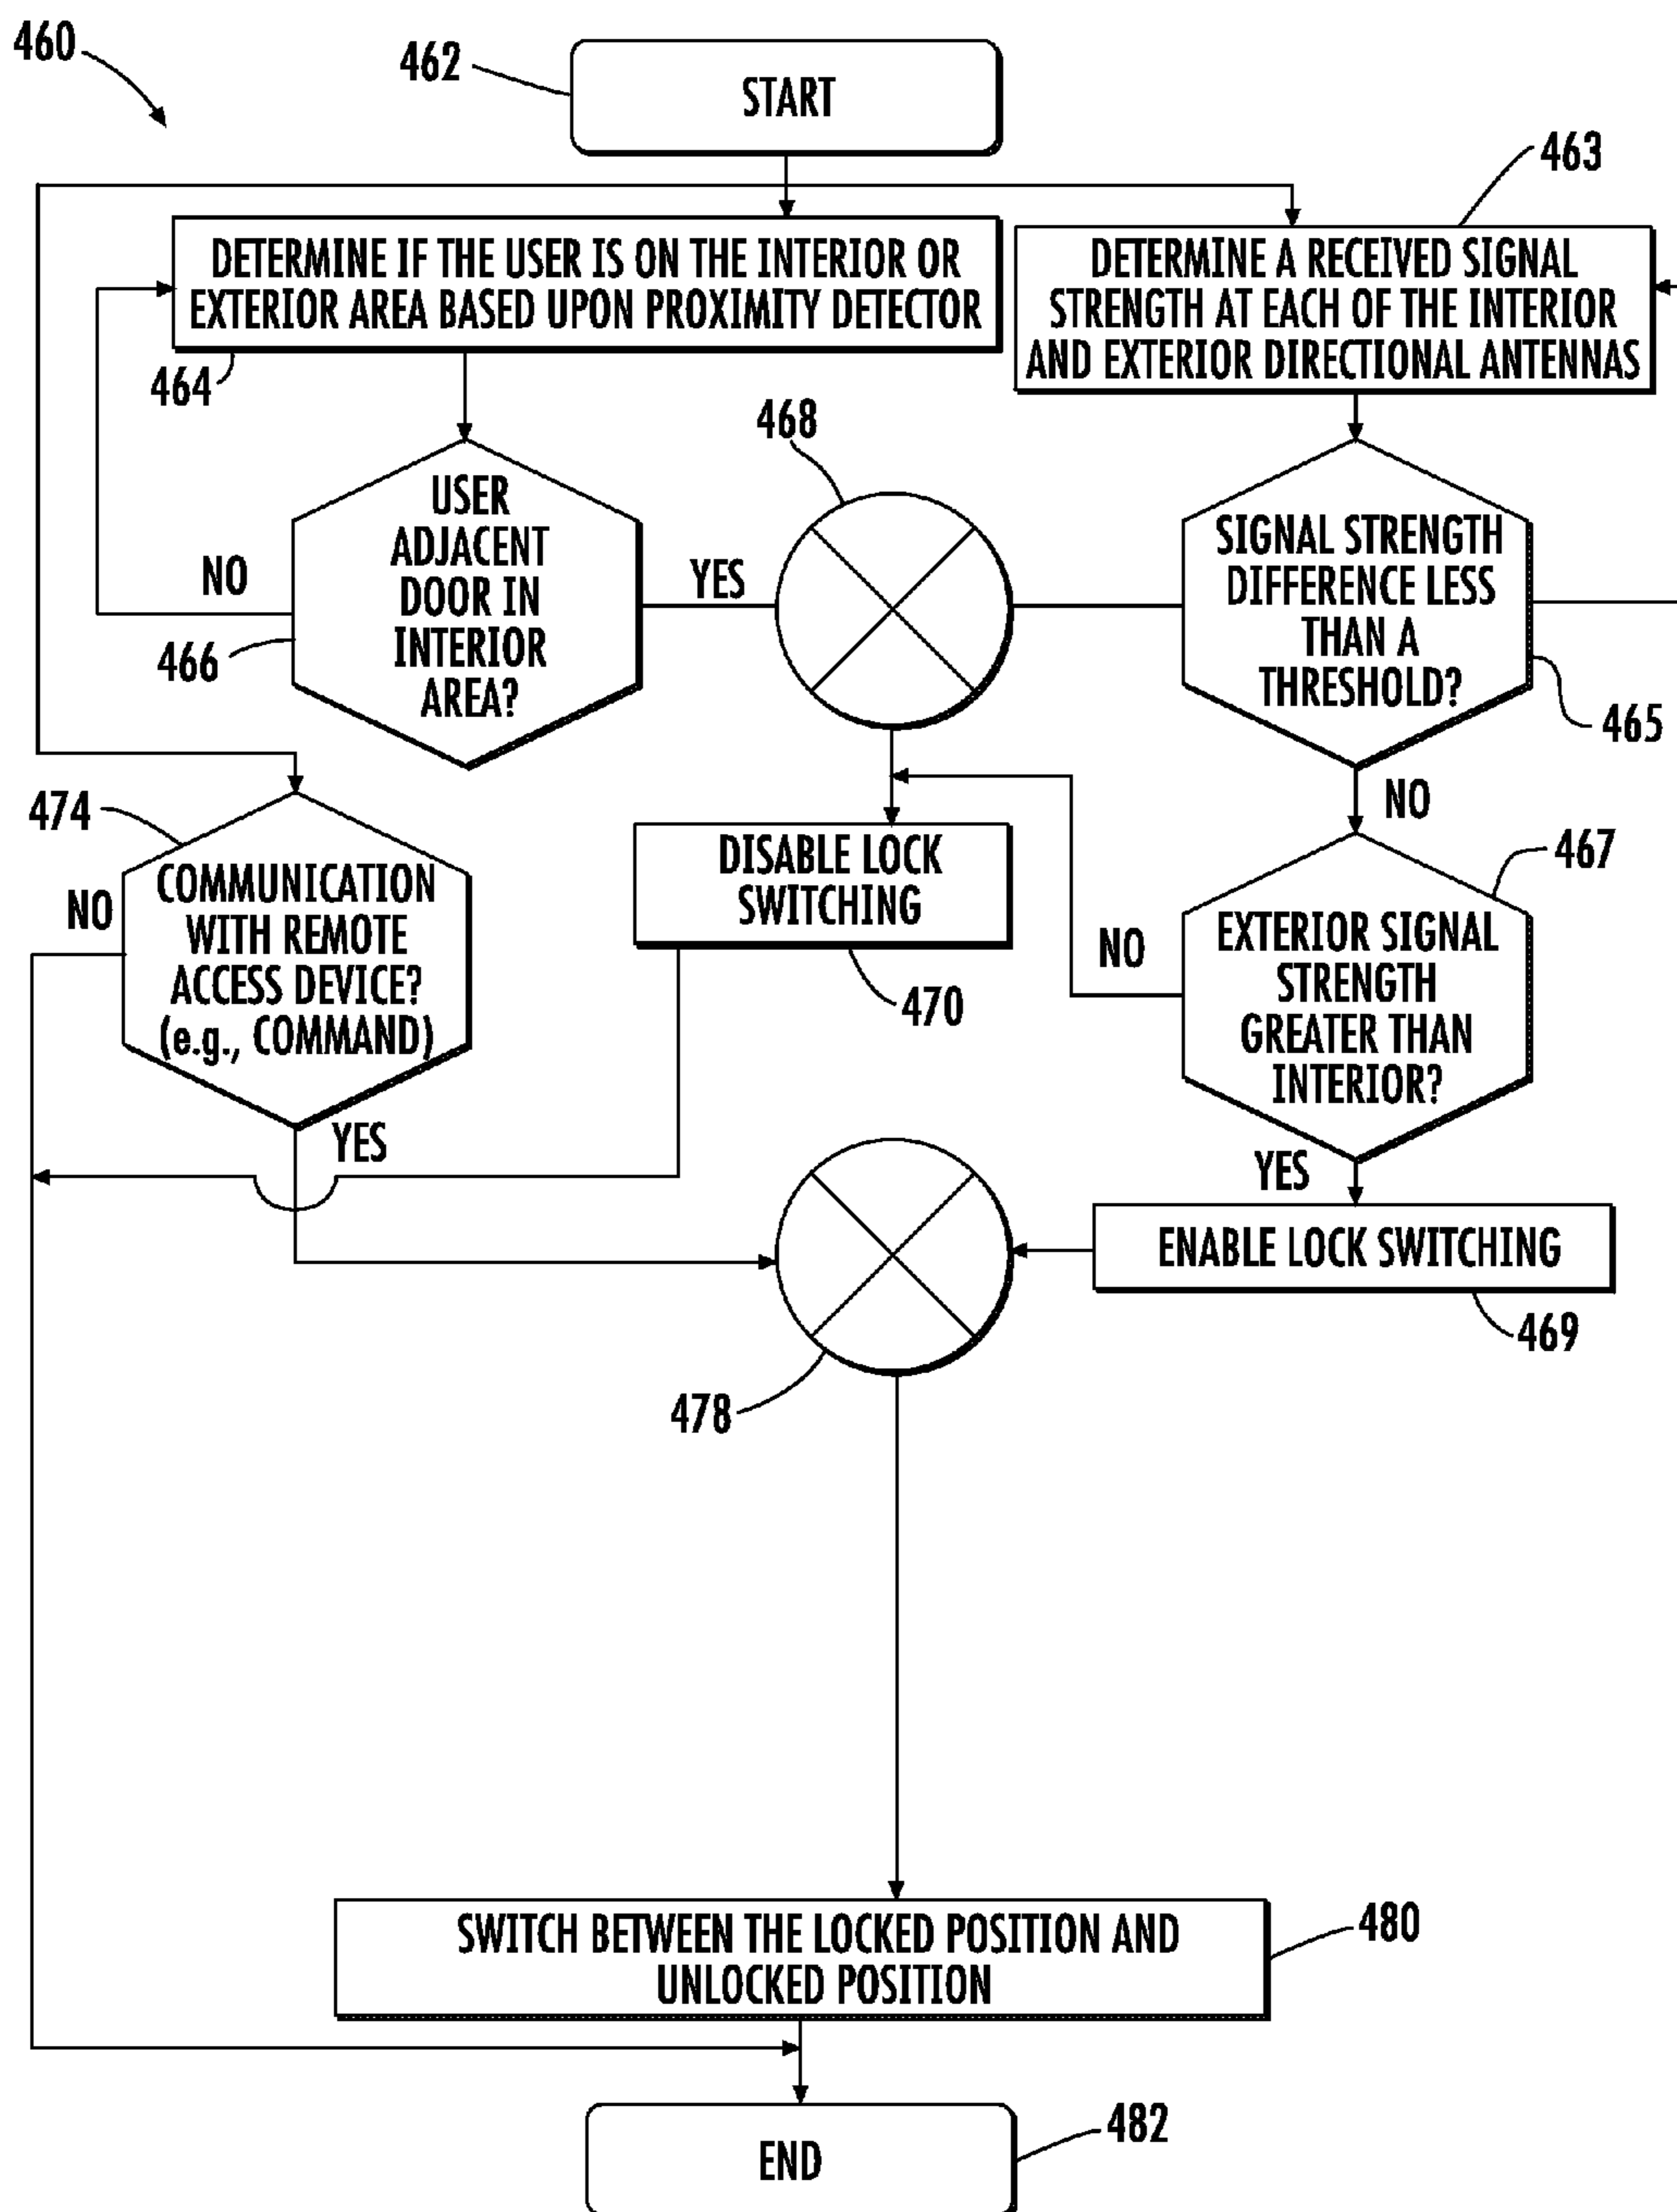 460
462
START
463
DETERMINE IF THE USER IS ON THE INTERIOR OR
EXTERIOR AREA BASED UPON PROXIMITY DETECTOR
464
DETERMINE A RECEIVED SIGNAL
STRENGTH AT EACH OF THE INTERIOR
AND EXTERIOR DIRECTIONAL ANTENNAS
468
USER
ADJACENT
DOOR IN
INTERIOR
AREA?
NO
YES
466
SIGNAL STRENGTH
DIFFERENCE LESS
THAN A
THRESHOLD?
465
NO
474
COMMUNICATION
WITH REMOTE
ACCESS DEVICE?
(e.g., COMMAND)
NO
YES
DISABLE LOCK
SWITCHING
470
467
EXTERIOR SIGNAL
STRENGTH
GREATER THAN
INTERIOR?
NO
YES
ENABLE LOCK SWITCHING
469
478
SWITCH BETWEEN THE LOCKED POSITION AND
UNLOCKED POSITION
480
END
482